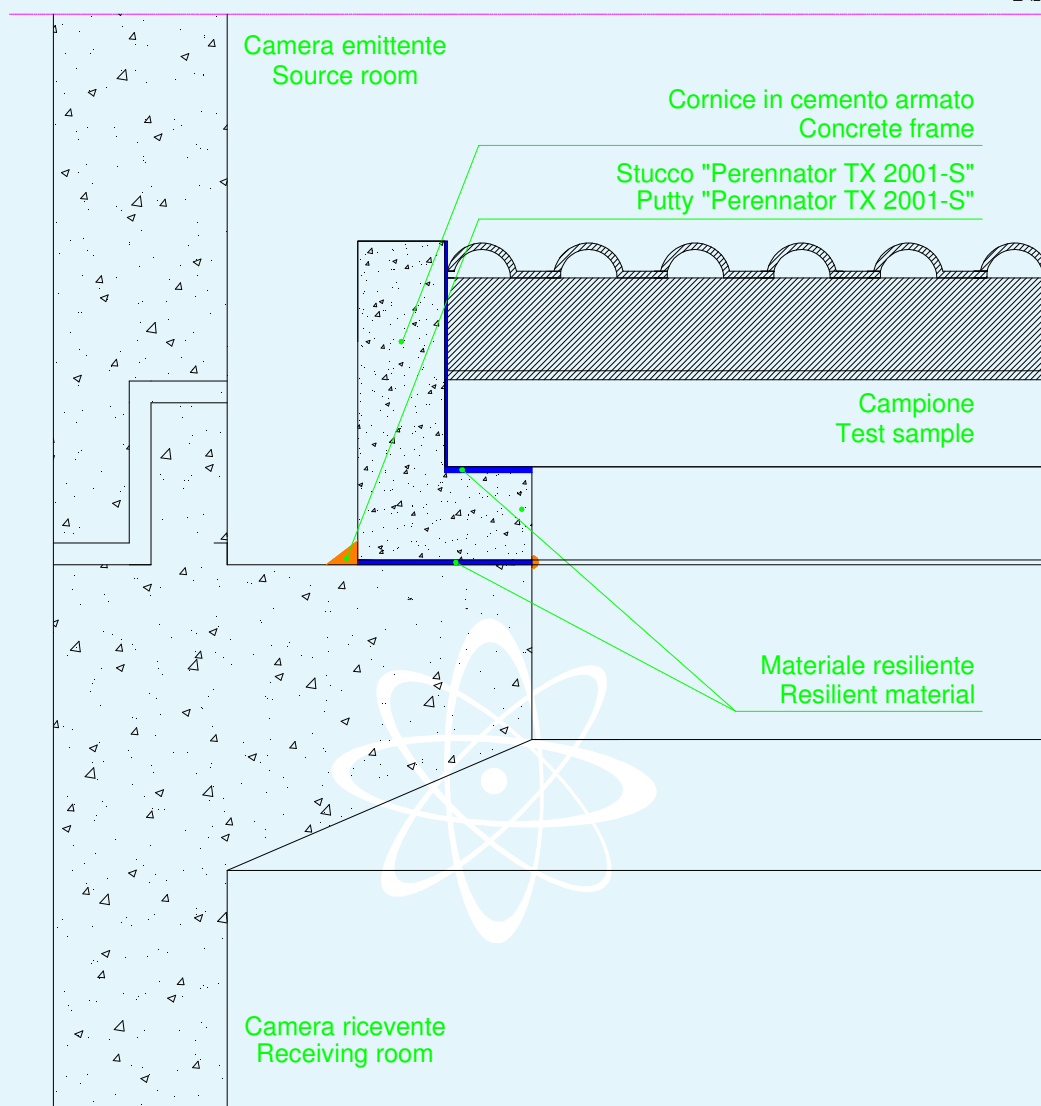 Camera emittente
Source room
Cornice in cemento armato
Concrete frame
Stucco "Perennator TX 2001-S"
Putty "Perennator TX 2001-S"
Campione
Test sample
Materiale resiliente
Resilient material
Camera ricevente
Receiving room